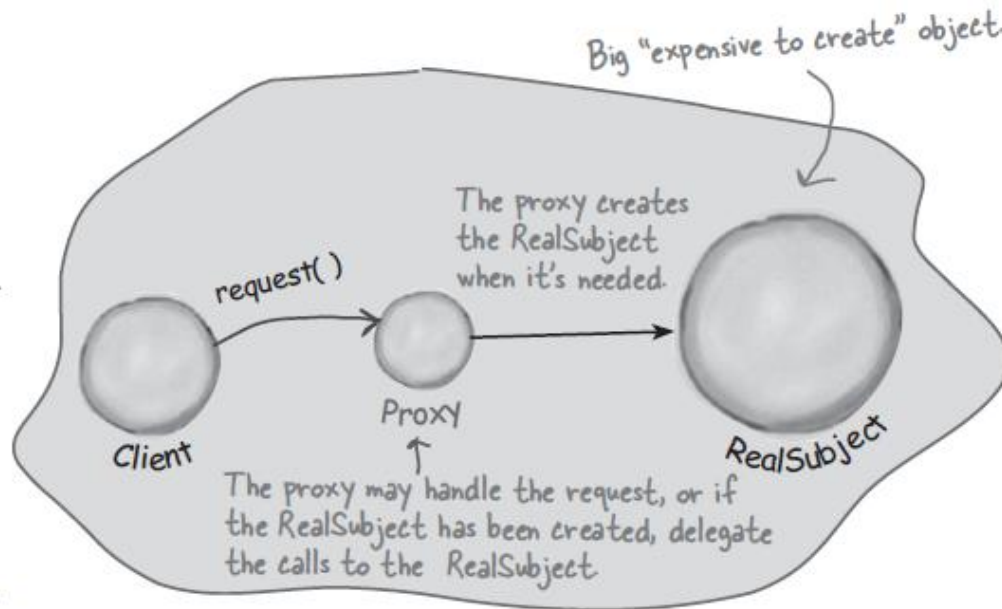 Big "expensive to create" object.
The proxy creates
the RealSubject
when it's needed.
request( )
Client
Proxy
RealSubject
The proxy may handle the request, or if
the RealSubject has been created, delegate
the calls to the RealSubject